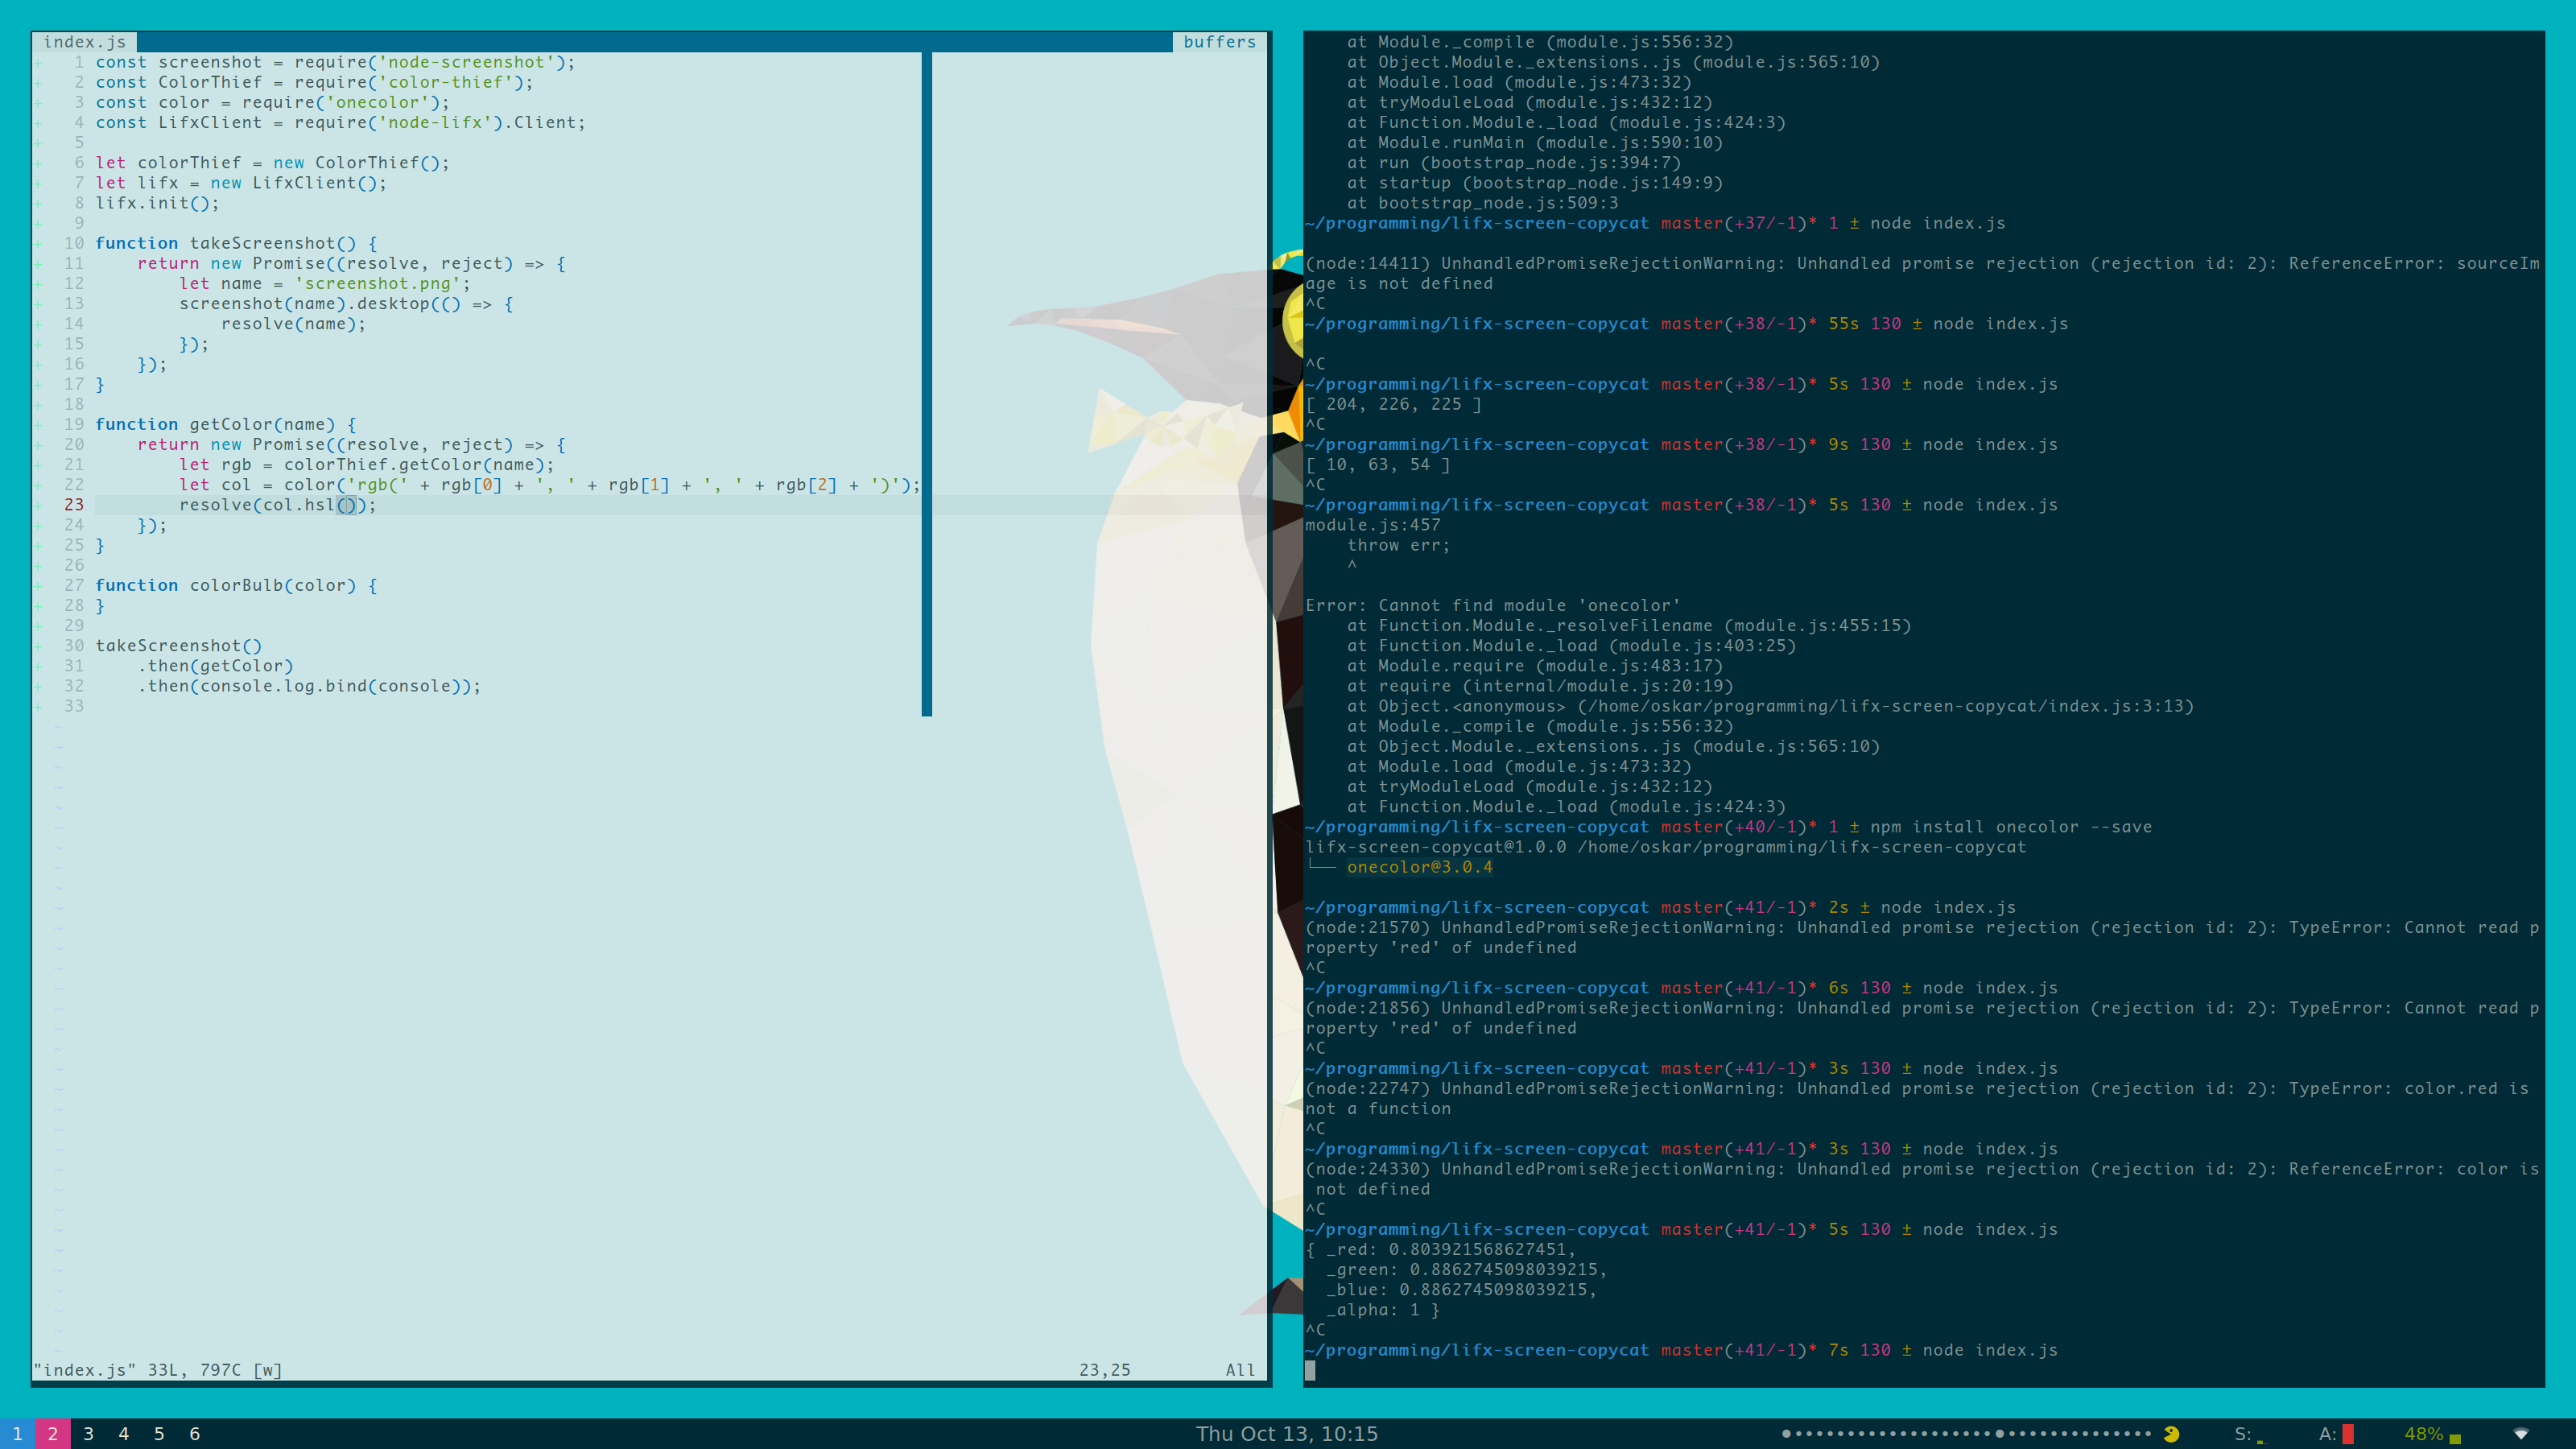 index.js
buffers
1 const screenshot = require('node-screenshot');
2 const ColorThief = require('color-thief');
3 const color = require('onecolor');
4 const LifxClient = require('node-lifx').Client;
5
6 let colorThief = new ColorThief();
7 let lifx = new LifxClient();
8 lifx.init();
9
10 function takeScreenshot() {
11     return new Promise((resolve, reject) => {
12         let name = 'screenshot.png';
13         screenshot(name).desktop(() => {
14             resolve(name);
15         });
16     });
17 }
18
19 function getColor(name) {
20     return new Promise((resolve, reject) => {
21         let rgb = colorThief.getColor(name);
22         let col = color('rgb(' + rgb[0] + ', ' + rgb[1] + ', ' + rgb[2] + ')');
23         resolve(col.hsl());
24     });
25 }
26
27 function colorBulb(color) {
28 }
29
30 takeScreenshot()
31     .then(getColor)
32     .then(console.log.bind(console));
33
"index.js" 33L, 797C [w]
23,25
All
    at Module._compile (module.js:556:32)
    at Object.Module._extensions..js (module.js:565:10)
    at Module.load (module.js:473:32)
    at tryModuleLoad (module.js:432:12)
    at Function.Module._load (module.js:424:3)
    at Module.runMain (module.js:590:10)
    at run (bootstrap_node.js:394:7)
    at startup (bootstrap_node.js:149:9)
    at bootstrap_node.js:509:3
~/programming/lifx-screen-copycat master(+37/-1)* 1 ± node index.js
(node:14411) UnhandledPromiseRejectionWarning: Unhandled promise rejection (rejection id: 2): ReferenceError: sourceIm
age is not defined
^C
~/programming/lifx-screen-copycat master(+38/-1)* 55s 130 ± node index.js
^C
~/programming/lifx-screen-copycat master(+38/-1)* 5s 130 ± node index.js
[ 204, 226, 225 ]
^C
~/programming/lifx-screen-copycat master(+38/-1)* 9s 130 ± node index.js
[ 10, 63, 54 ]
^C
~/programming/lifx-screen-copycat master(+38/-1)* 5s 130 ± node index.js
module.js:457
    throw err;
    ^
Error: Cannot find module 'onecolor'
    at Function.Module._resolveFilename (module.js:455:15)
    at Function.Module._load (module.js:403:25)
    at Module.require (module.js:483:17)
    at require (internal/module.js:20:19)
    at Object.<anonymous> (/home/oskar/programming/lifx-screen-copycat/index.js:3:13)
    at Module._compile (module.js:556:32)
    at Object.Module._extensions..js (module.js:565:10)
    at Module.load (module.js:473:32)
    at tryModuleLoad (module.js:432:12)
    at Function.Module._load (module.js:424:3)
~/programming/lifx-screen-copycat master(+40/-1)* 1 ± npm install onecolor --save
lifx-screen-copycat@1.0.0 /home/oskar/programming/lifx-screen-copycat
└── onecolor@3.0.4
~/programming/lifx-screen-copycat master(+41/-1)* 2s ± node index.js
(node:21570) UnhandledPromiseRejectionWarning: Unhandled promise rejection (rejection id: 2): TypeError: Cannot read p
roperty 'red' of undefined
^C
~/programming/lifx-screen-copycat master(+41/-1)* 6s 130 ± node index.js
(node:21856) UnhandledPromiseRejectionWarning: Unhandled promise rejection (rejection id: 2): TypeError: Cannot read p
roperty 'red' of undefined
^C
~/programming/lifx-screen-copycat master(+41/-1)* 3s 130 ± node index.js
(node:22747) UnhandledPromiseRejectionWarning: Unhandled promise rejection (rejection id: 2): TypeError: color.red is
not a function
^C
~/programming/lifx-screen-copycat master(+41/-1)* 3s 130 ± node index.js
(node:24330) UnhandledPromiseRejectionWarning: Unhandled promise rejection (rejection id: 2): ReferenceError: color is
 not defined
^C
~/programming/lifx-screen-copycat master(+41/-1)* 5s 130 ± node index.js
{ _red: 0.803921568627451,
  _green: 0.8862745098039215,
  _blue: 0.8862745098039215,
  _alpha: 1 }
^C
~/programming/lifx-screen-copycat master(+41/-1)* 7s 130 ± node index.js
1 2 3 4 5 6
Thu Oct 13, 10:15
S:
A:
48%